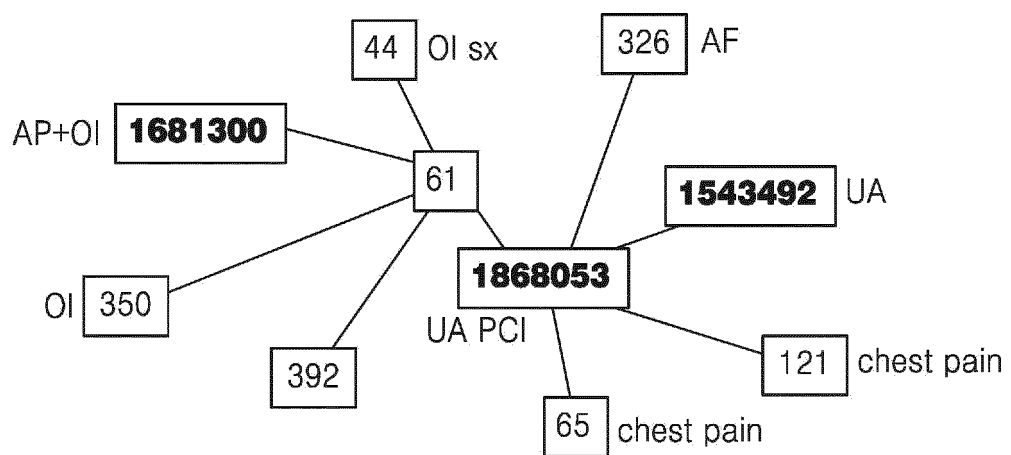 44 OI sx
326 AF
AP+OI 1681300
61
1543492 UA
1868053
UA PCI
OI 350
392
121 chest pain
65 chest pain